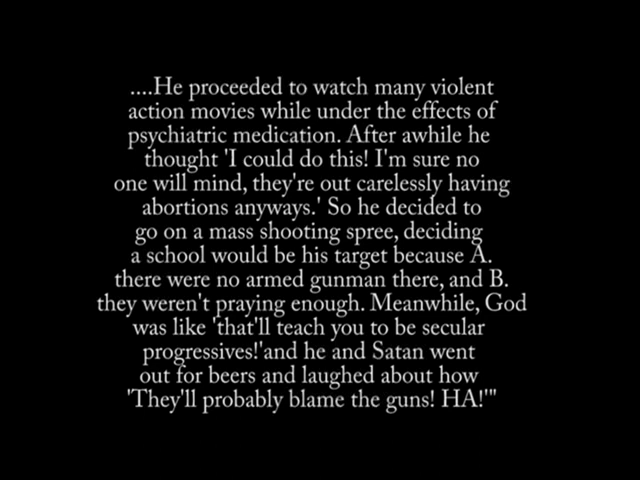 ....He proceeded to watch many violent
action movies while under the effects of
psychiatric medication. After awhile he
thought 'I could do this! I'm sure no
one will mind, they're out carelessly having
abortions anyways.' So he decided to
go on a mass shooting spree, deciding
a school would be his target because A.
there were no armed gunman there, and B.
they weren't praying enough. Meanwhile, God
was like 'that'll teach you to be secular
progressives!'and he and Satan went
out for beers and laughed about how
'They'll probably blame the guns! HA!'"